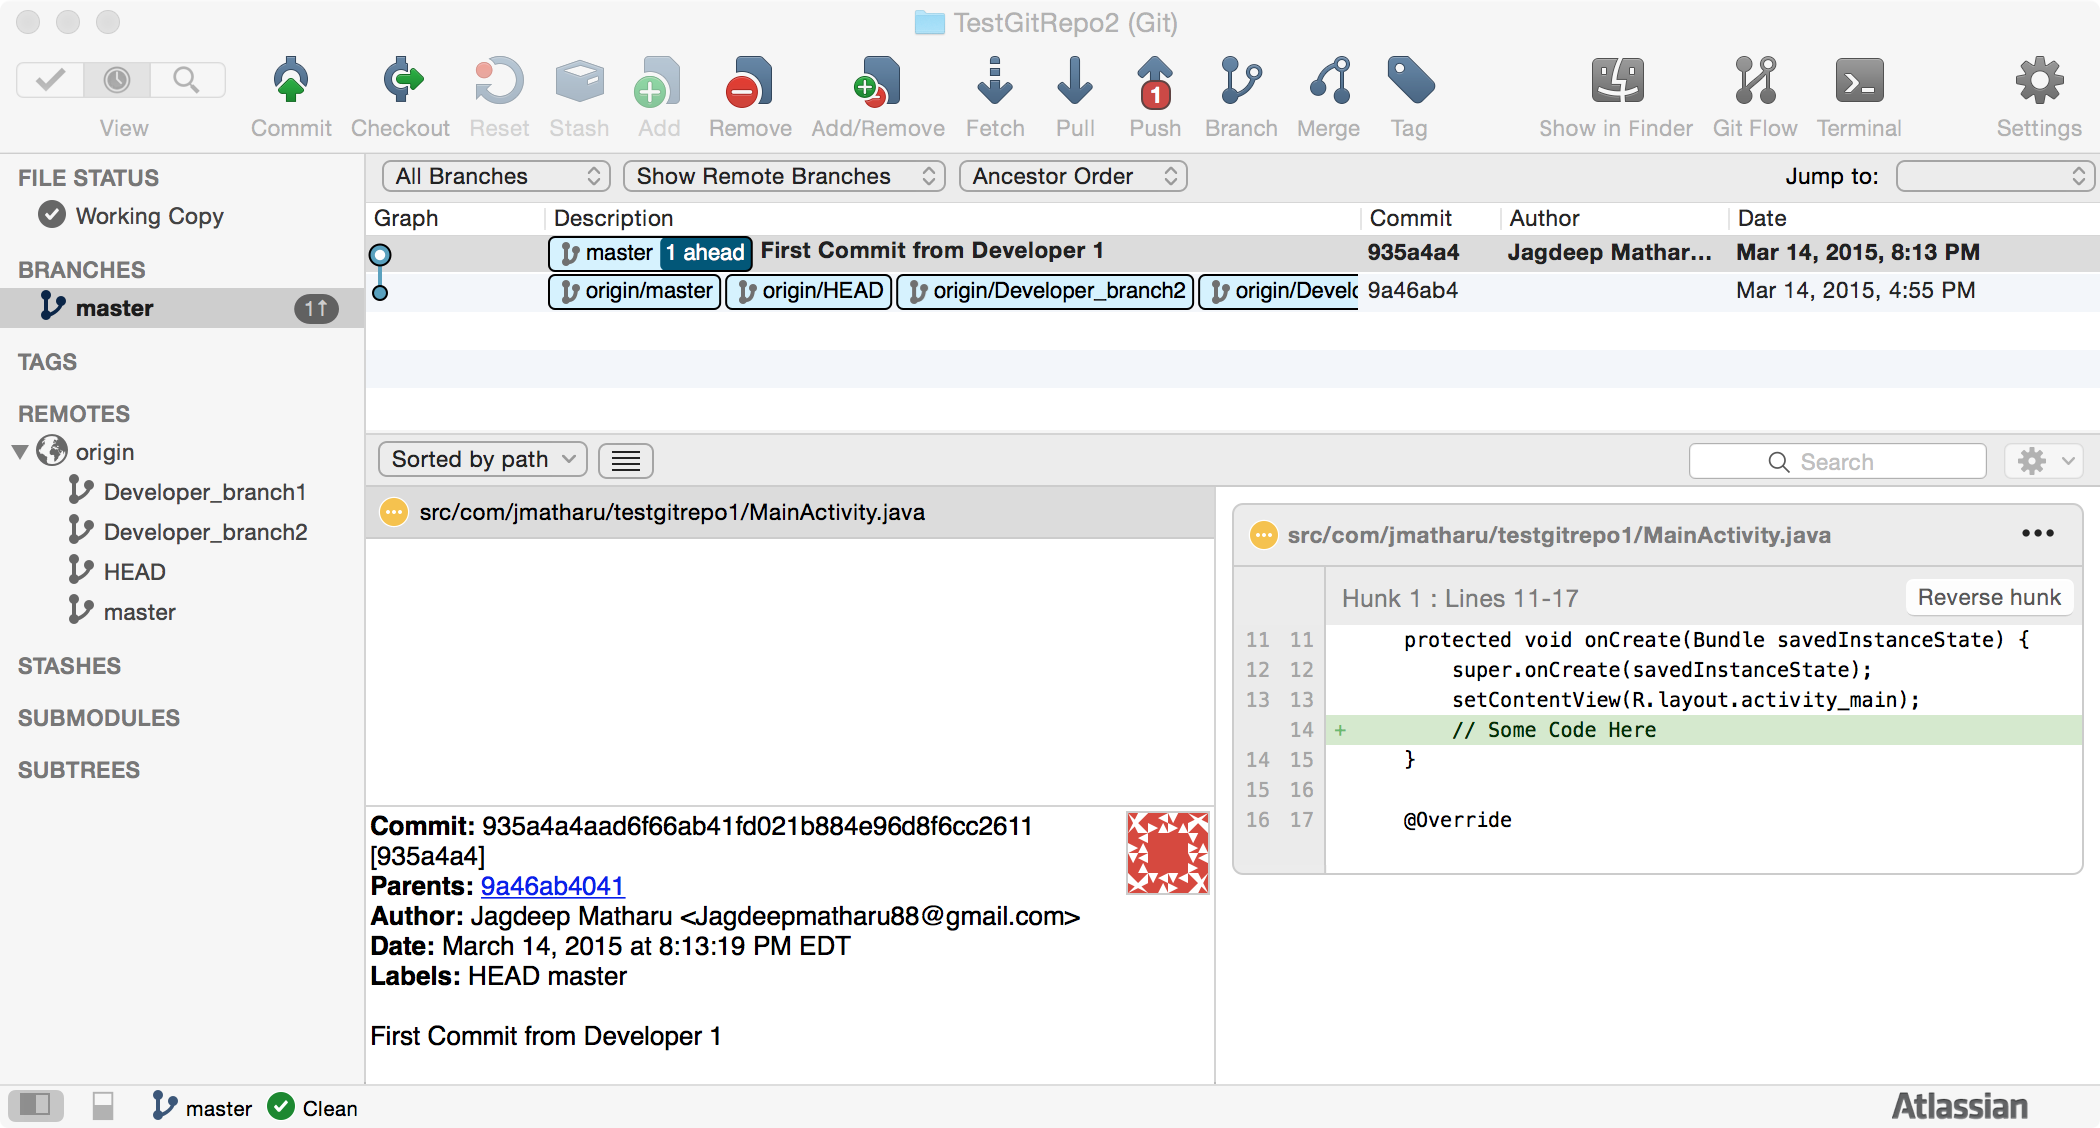 TestGitRepo2 (Git)
View Commit Checkout Reset Stash Add Remove Add/Remove Fetch Pull 1 Push Branch Merge Tag Show in Finder Git Flow Terminal Settings
FILE STATUS
Working Copy
BRANCHES
master 1↑
TAGS
REMOTES
origin
Developer_branch1
Developer_branch2
HEAD
master
STASHES
SUBMODULES
SUBTREES
All Branches Show Remote Branches Ancestor Order Jump to:
Graph Description Commit Author Date
master 1 ahead First Commit from Developer 1 935a4a4 Jagdeep Mathar... Mar 14, 2015, 8:13 PM
origin/master origin/HEAD origin/Developer_branch2 origin/Develo 9a46ab4 Mar 14, 2015, 4:55 PM
Sorted by path Search
src/com/jmatharu/testgitrepo1/MainActivity.java
Commit: 935a4a4aad6f66ab41fd021b884e96d8f6cc2611
[935a4a4]
Parents: 9a46ab4041
Author: Jagdeep Matharu <Jagdeepmatharu88@gmail.com>
Date: March 14, 2015 at 8:13:19 PM EDT
Labels: HEAD master
First Commit from Developer 1
src/com/jmatharu/testgitrepo1/MainActivity.java
Hunk 1 : Lines 11-17 Reverse hunk
11 11 protected void onCreate(Bundle savedInstanceState) {
12 12 super.onCreate(savedInstanceState);
13 13 setContentView(R.layout.activity_main);
14 + // Some Code Here
14 15 }
15 16
16 17 @Override
master Clean
Atlassian